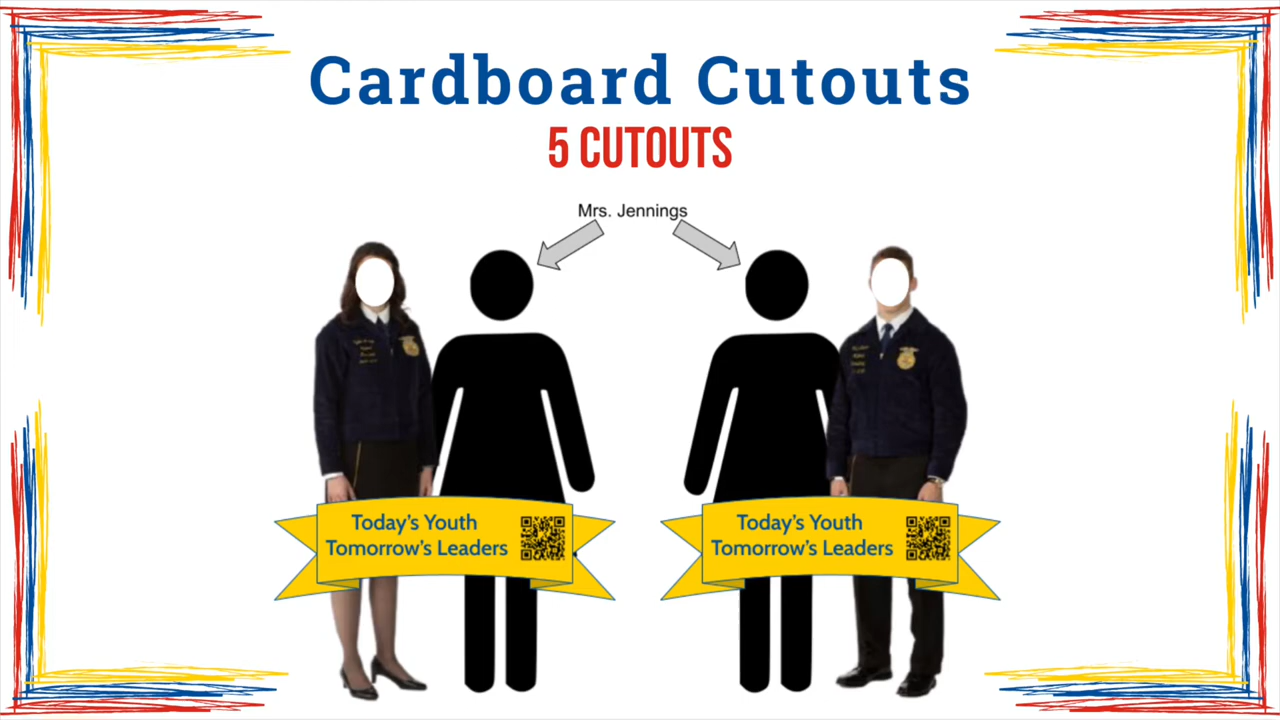 Cardboard Cutouts
5 CUTOUTS
Mrs. Jennings
Today's Youth
Tomorrow's Leaders
Today's Youth
Tomorrow's Leaders